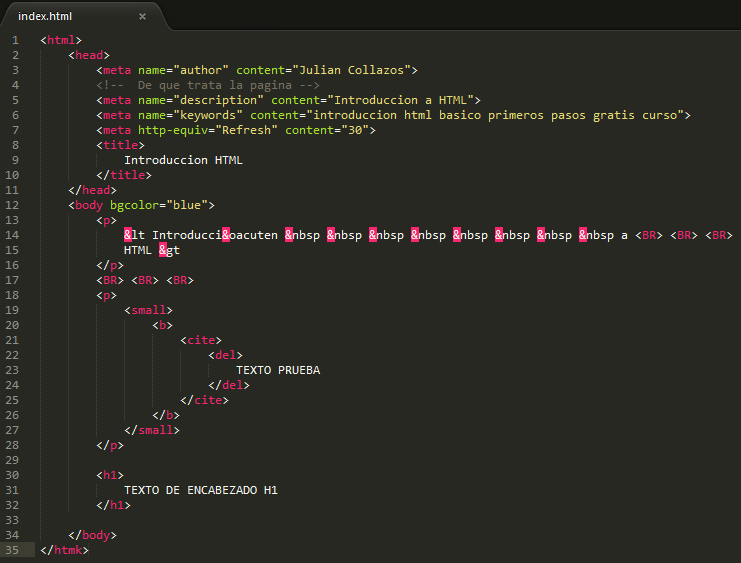 index.html ×
1 <html>
2 <head>
3 <meta name="author" content="Julian Collazos">
4 <!--  De que trata la pagina -->
5 <meta name="description" content="Introduccion a HTML">
6 <meta name="keywords" content="introduccion html basico primeros pasos gratis curso">
7 <meta http-equiv="Refresh" content="30">
8 <title>
9 Introduccion HTML
10 </title>
11 </head>
12 <body bgcolor="blue">
13 <p>
14 &lt Introducci&oacuten &nbsp &nbsp &nbsp &nbsp &nbsp &nbsp &nbsp &nbsp a <BR> <BR> <BR>
15 HTML &gt
16 </p>
17 <BR> <BR> <BR>
18 <p>
19 <small>
20 <b>
21 <cite>
22 <del>
23 TEXTO PRUEBA
24 </del>
25 </cite>
26 </b>
27 </small>
28 </p>
29
30 <h1>
31 TEXTO DE ENCABEZADO H1
32 </h1>
33
34 </body>
35 </htmk>